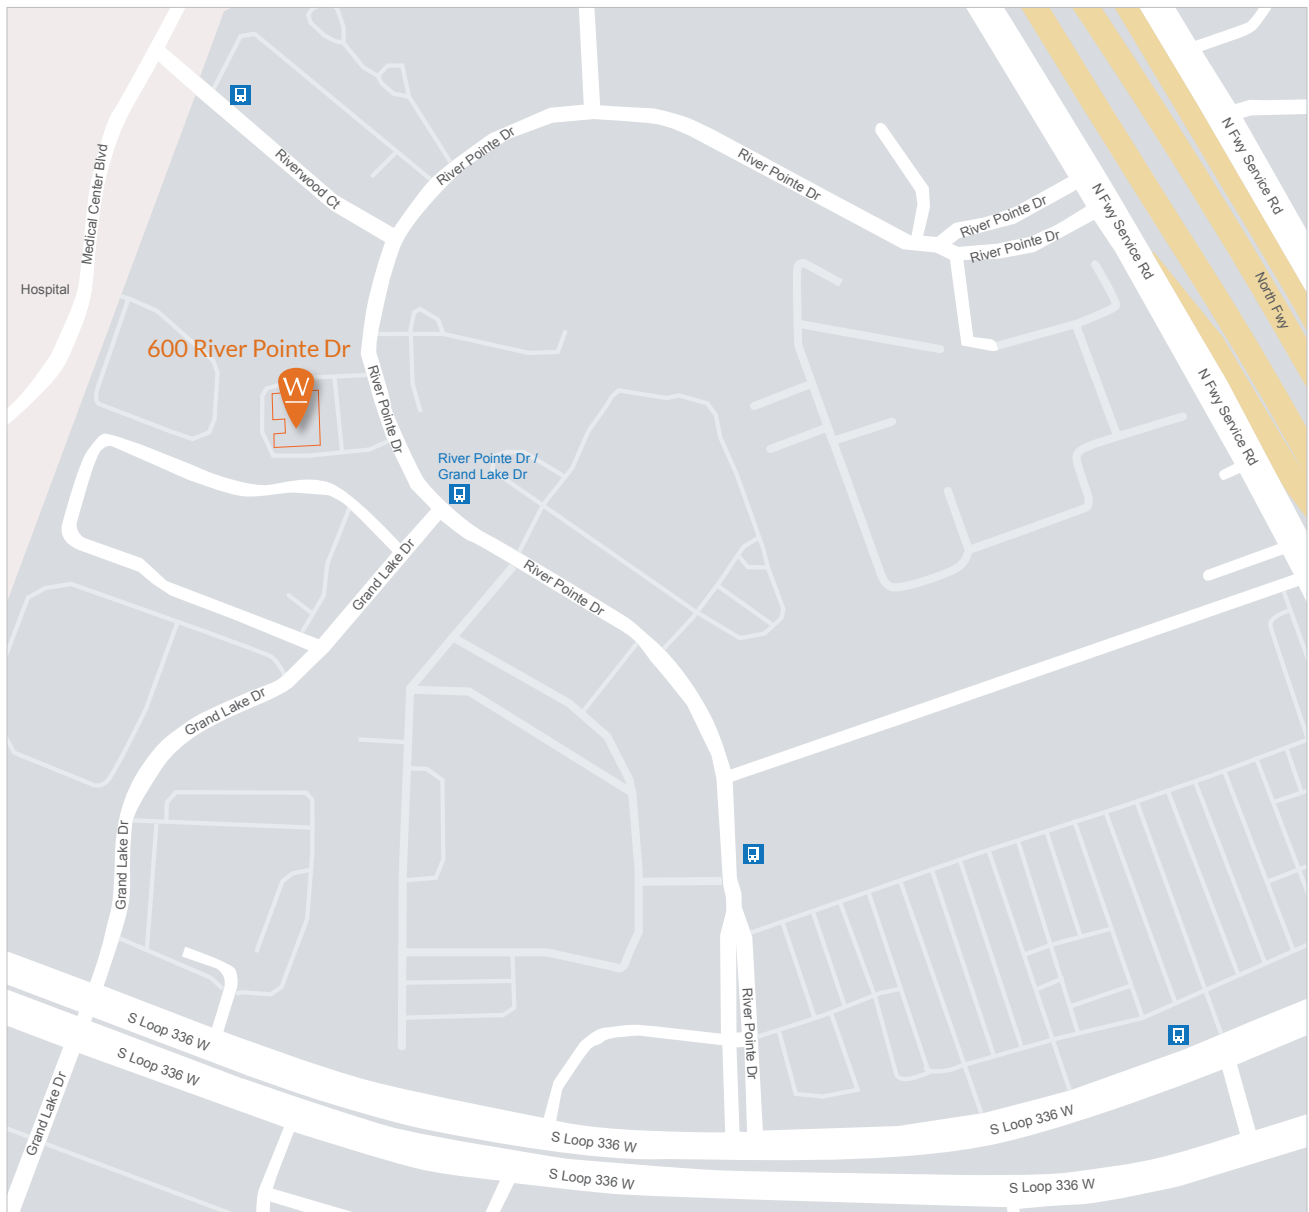 River Pointe Dr
River Pointe Dr
N Fwy Service Rd
Riverwood Ct
Medical Center Blvd
N Fwy Service Rd
River Pointe Dr
River Pointe Dr
Hospital
North Fwy
600 River Pointe Dr
W
River Pointe Dr
N Fwy Service Rd
River Pointe Dr /
Grand Lake Dr
Grand Lake Dr
River Pointe Dr
Grand Lake Dr
Grand Lake Dr
S Loop 336 W
River Pointe Dr
S Loop 336 W
Grand Lake Dr
S Loop 336 W
S Loop 336 W
S Loop 336 W
S Loop 336 W